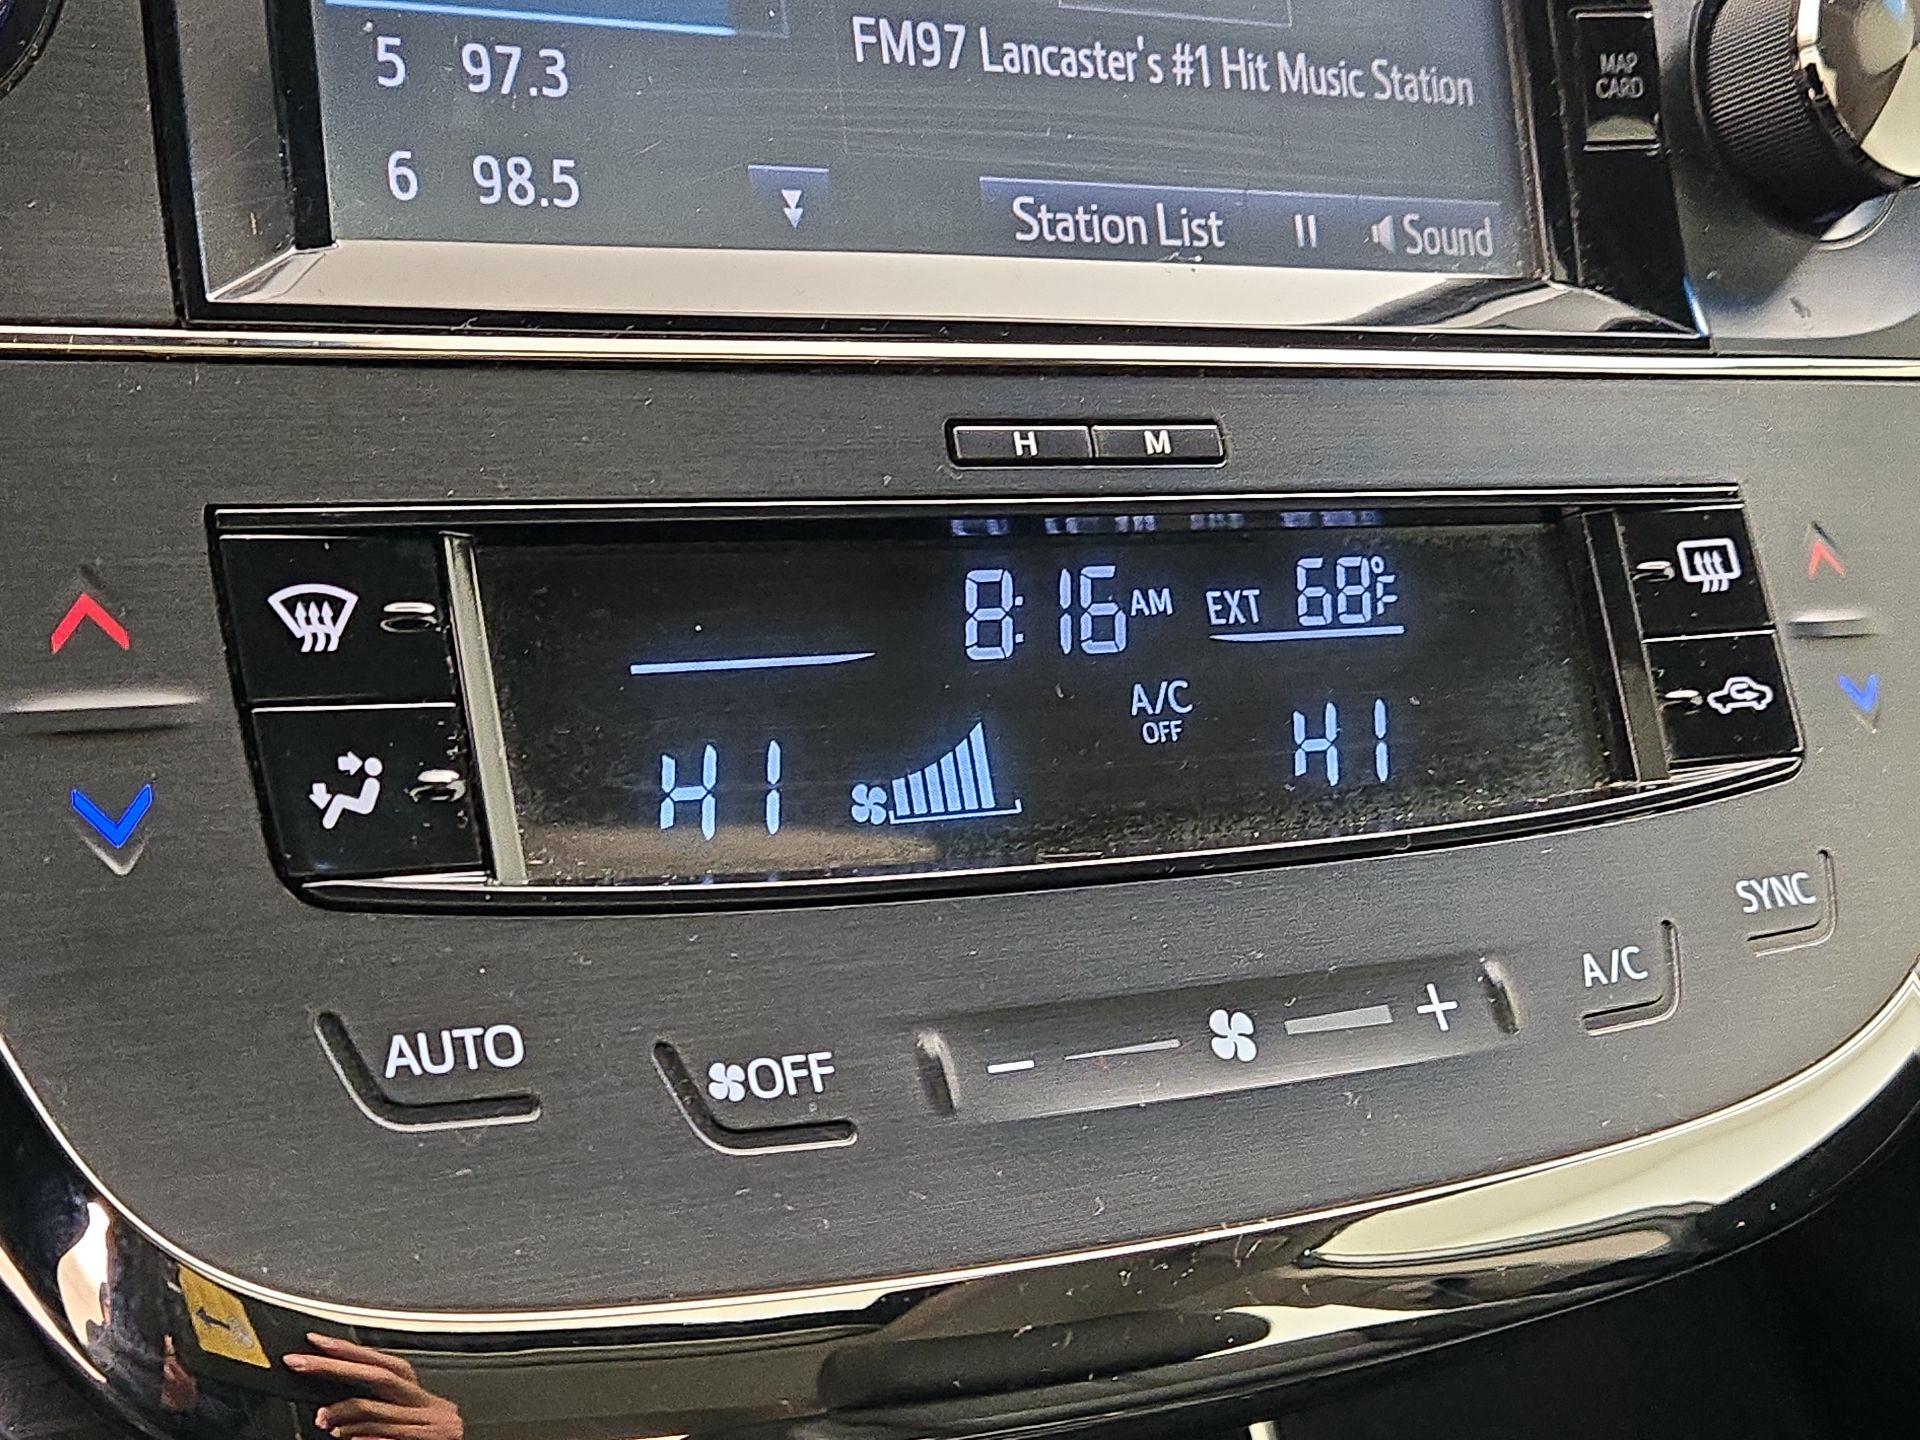 5 97.3
FM97 Lancaster's #1 Hit Music Station
MAP
CARD
6 98.5
Station List
Sound
H M
8:16 AM EXT 68°F
A/C
OFF
HI HI
AUTO
OFF
- +
A/C
SYNC